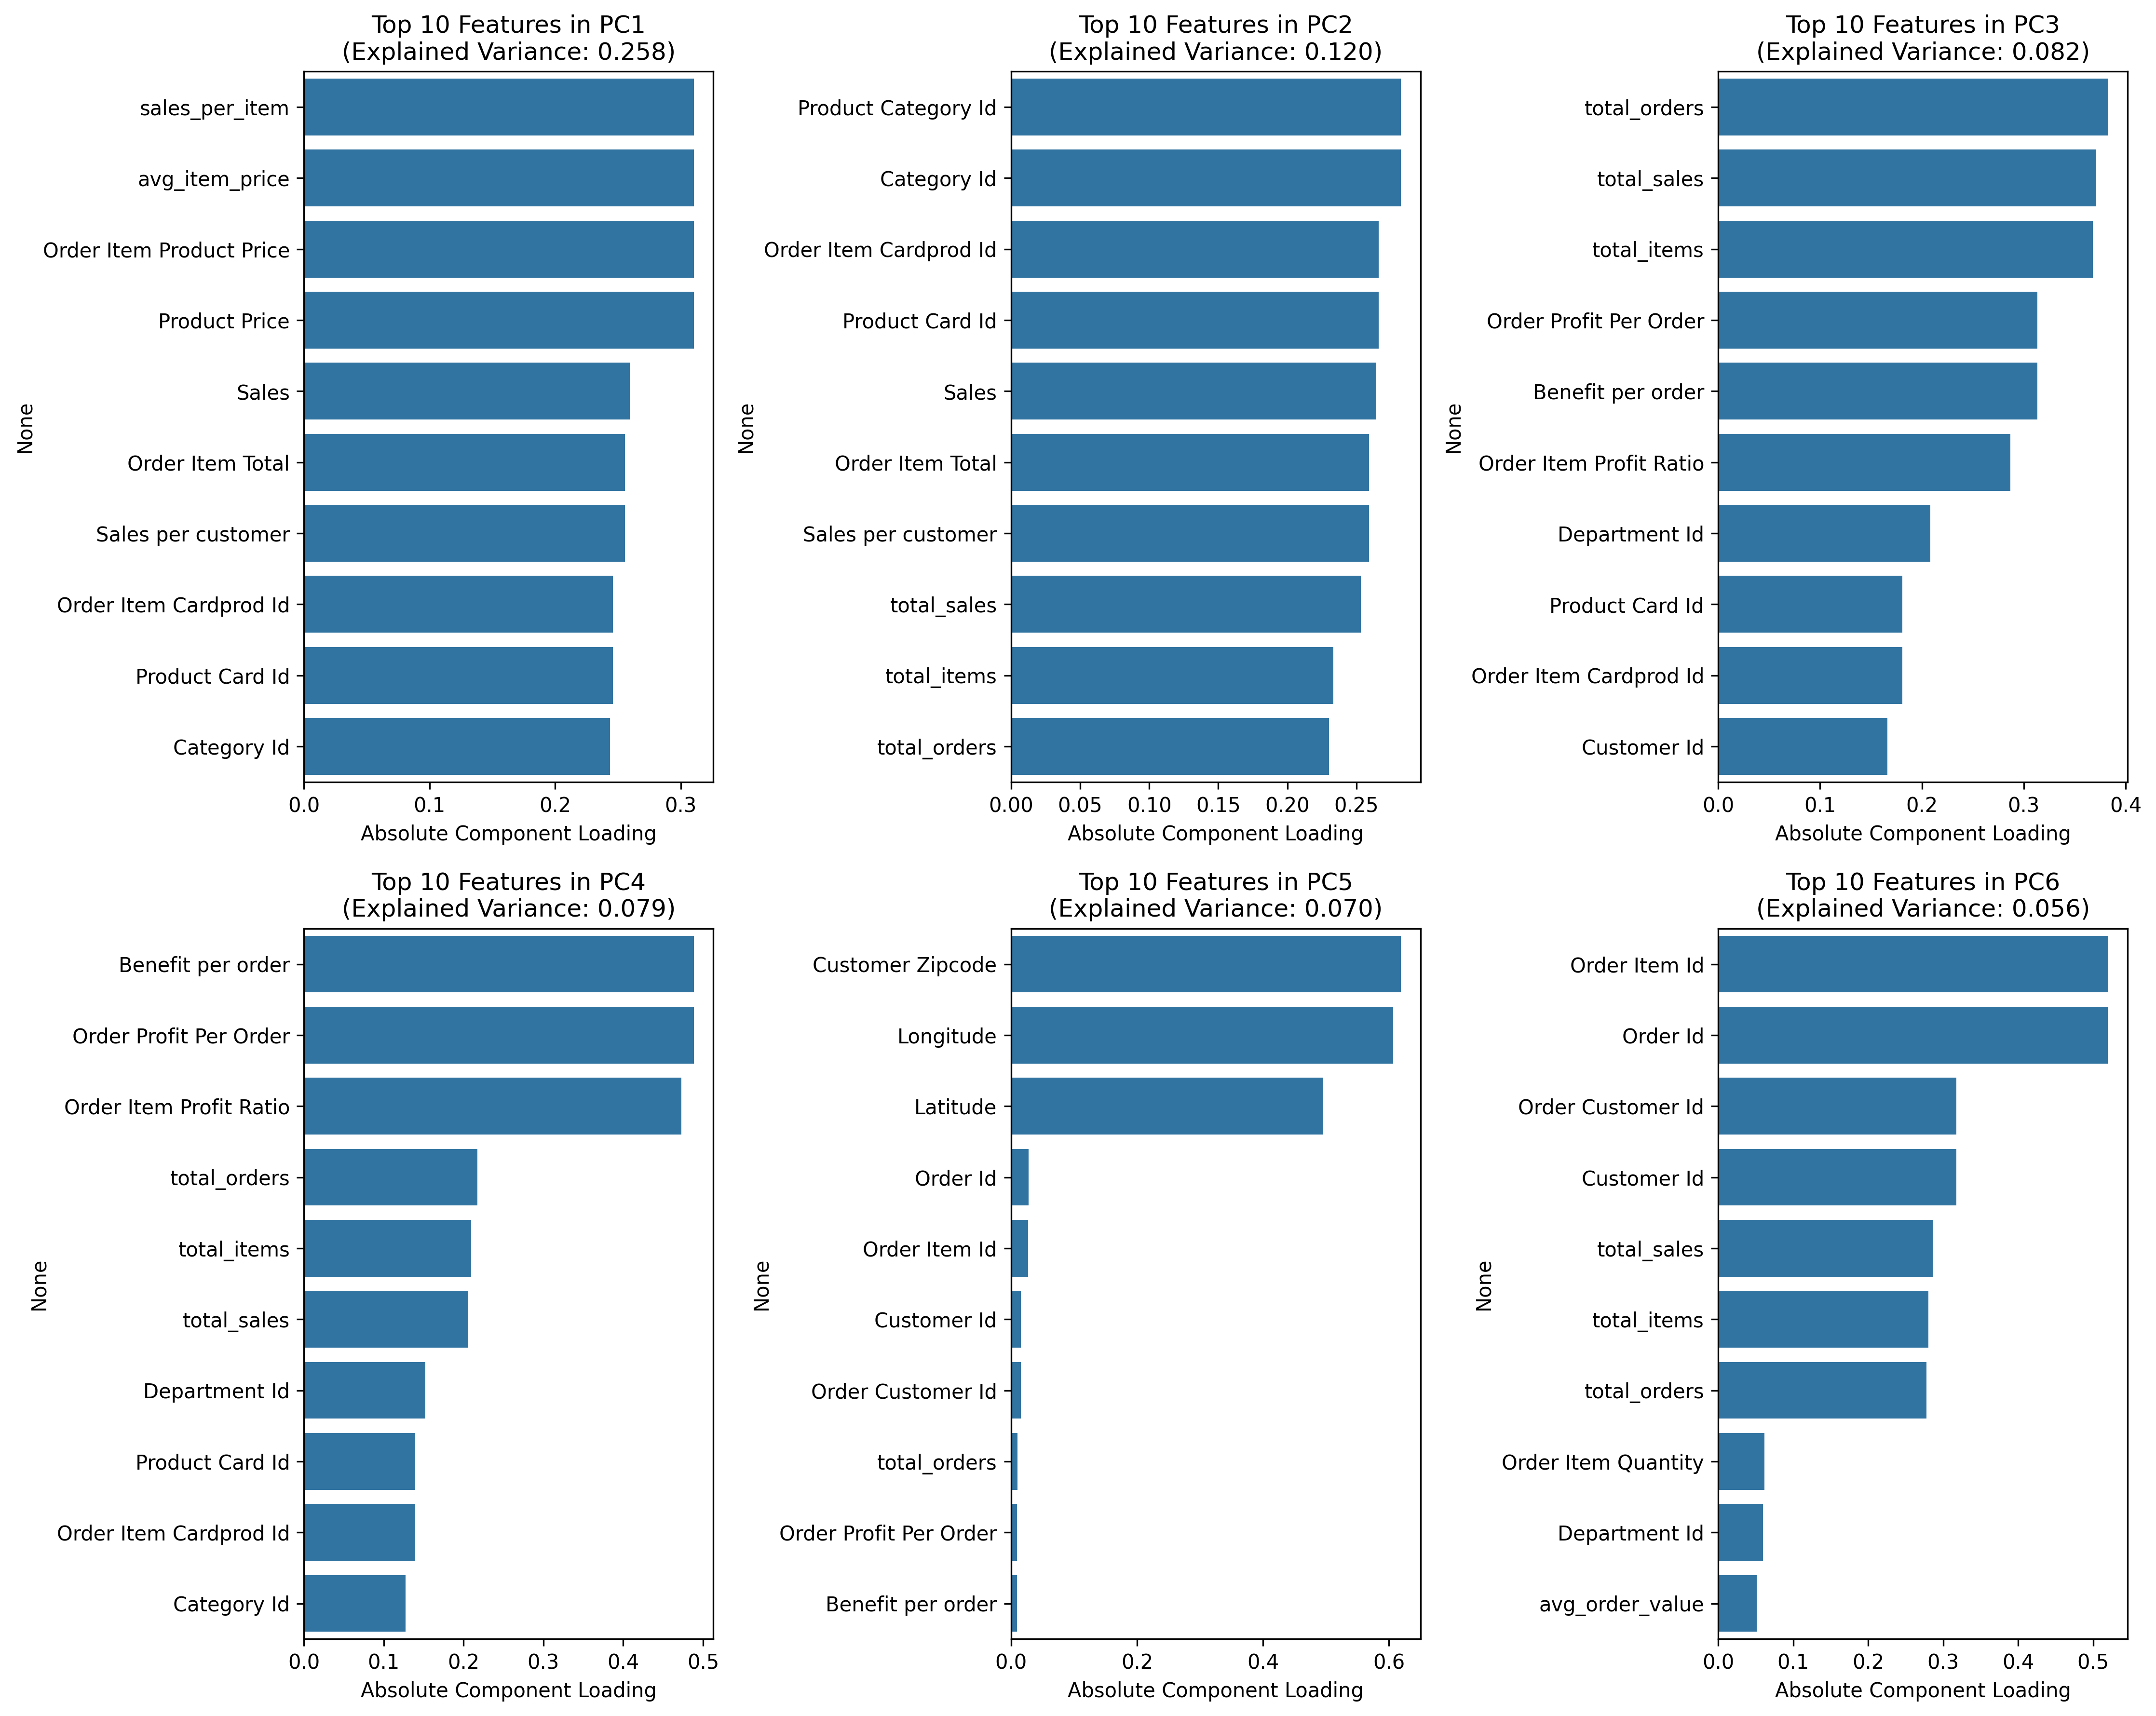 Top 10 Features in PC1
(Explained Variance: 0.258)
sales_per_item
avg_item_price
Order Item Product Price
Product Price
Sales
Order Item Total
Sales per customer
Order Item Cardprod Id
Product Card Id
Category Id
None
0.0 0.1 0.2 0.3
Absolute Component Loading
Top 10 Features in PC2
(Explained Variance: 0.120)
Product Category Id
Category Id
Order Item Cardprod Id
Product Card Id
Sales
Order Item Total
Sales per customer
total_sales
total_items
total_orders
None
0.00 0.05 0.10 0.15 0.20 0.25
Absolute Component Loading
Top 10 Features in PC3
(Explained Variance: 0.082)
total_orders
total_sales
total_items
Order Profit Per Order
Benefit per order
Order Item Profit Ratio
Department Id
Product Card Id
Order Item Cardprod Id
Customer Id
None
0.0 0.1 0.2 0.3 0.4
Absolute Component Loading
Top 10 Features in PC4
(Explained Variance: 0.079)
Benefit per order
Order Profit Per Order
Order Item Profit Ratio
total_orders
total_items
total_sales
Department Id
Product Card Id
Order Item Cardprod Id
Category Id
None
0.0 0.1 0.2 0.3 0.4 0.5
Absolute Component Loading
Top 10 Features in PC5
(Explained Variance: 0.070)
Customer Zipcode
Longitude
Latitude
Order Id
Order Item Id
Customer Id
Order Customer Id
total_orders
Order Profit Per Order
Benefit per order
None
0.0 0.2 0.4 0.6
Absolute Component Loading
Top 10 Features in PC6
(Explained Variance: 0.056)
Order Item Id
Order Id
Order Customer Id
Customer Id
total_sales
total_items
total_orders
Order Item Quantity
Department Id
avg_order_value
None
0.0 0.1 0.2 0.3 0.4 0.5
Absolute Component Loading